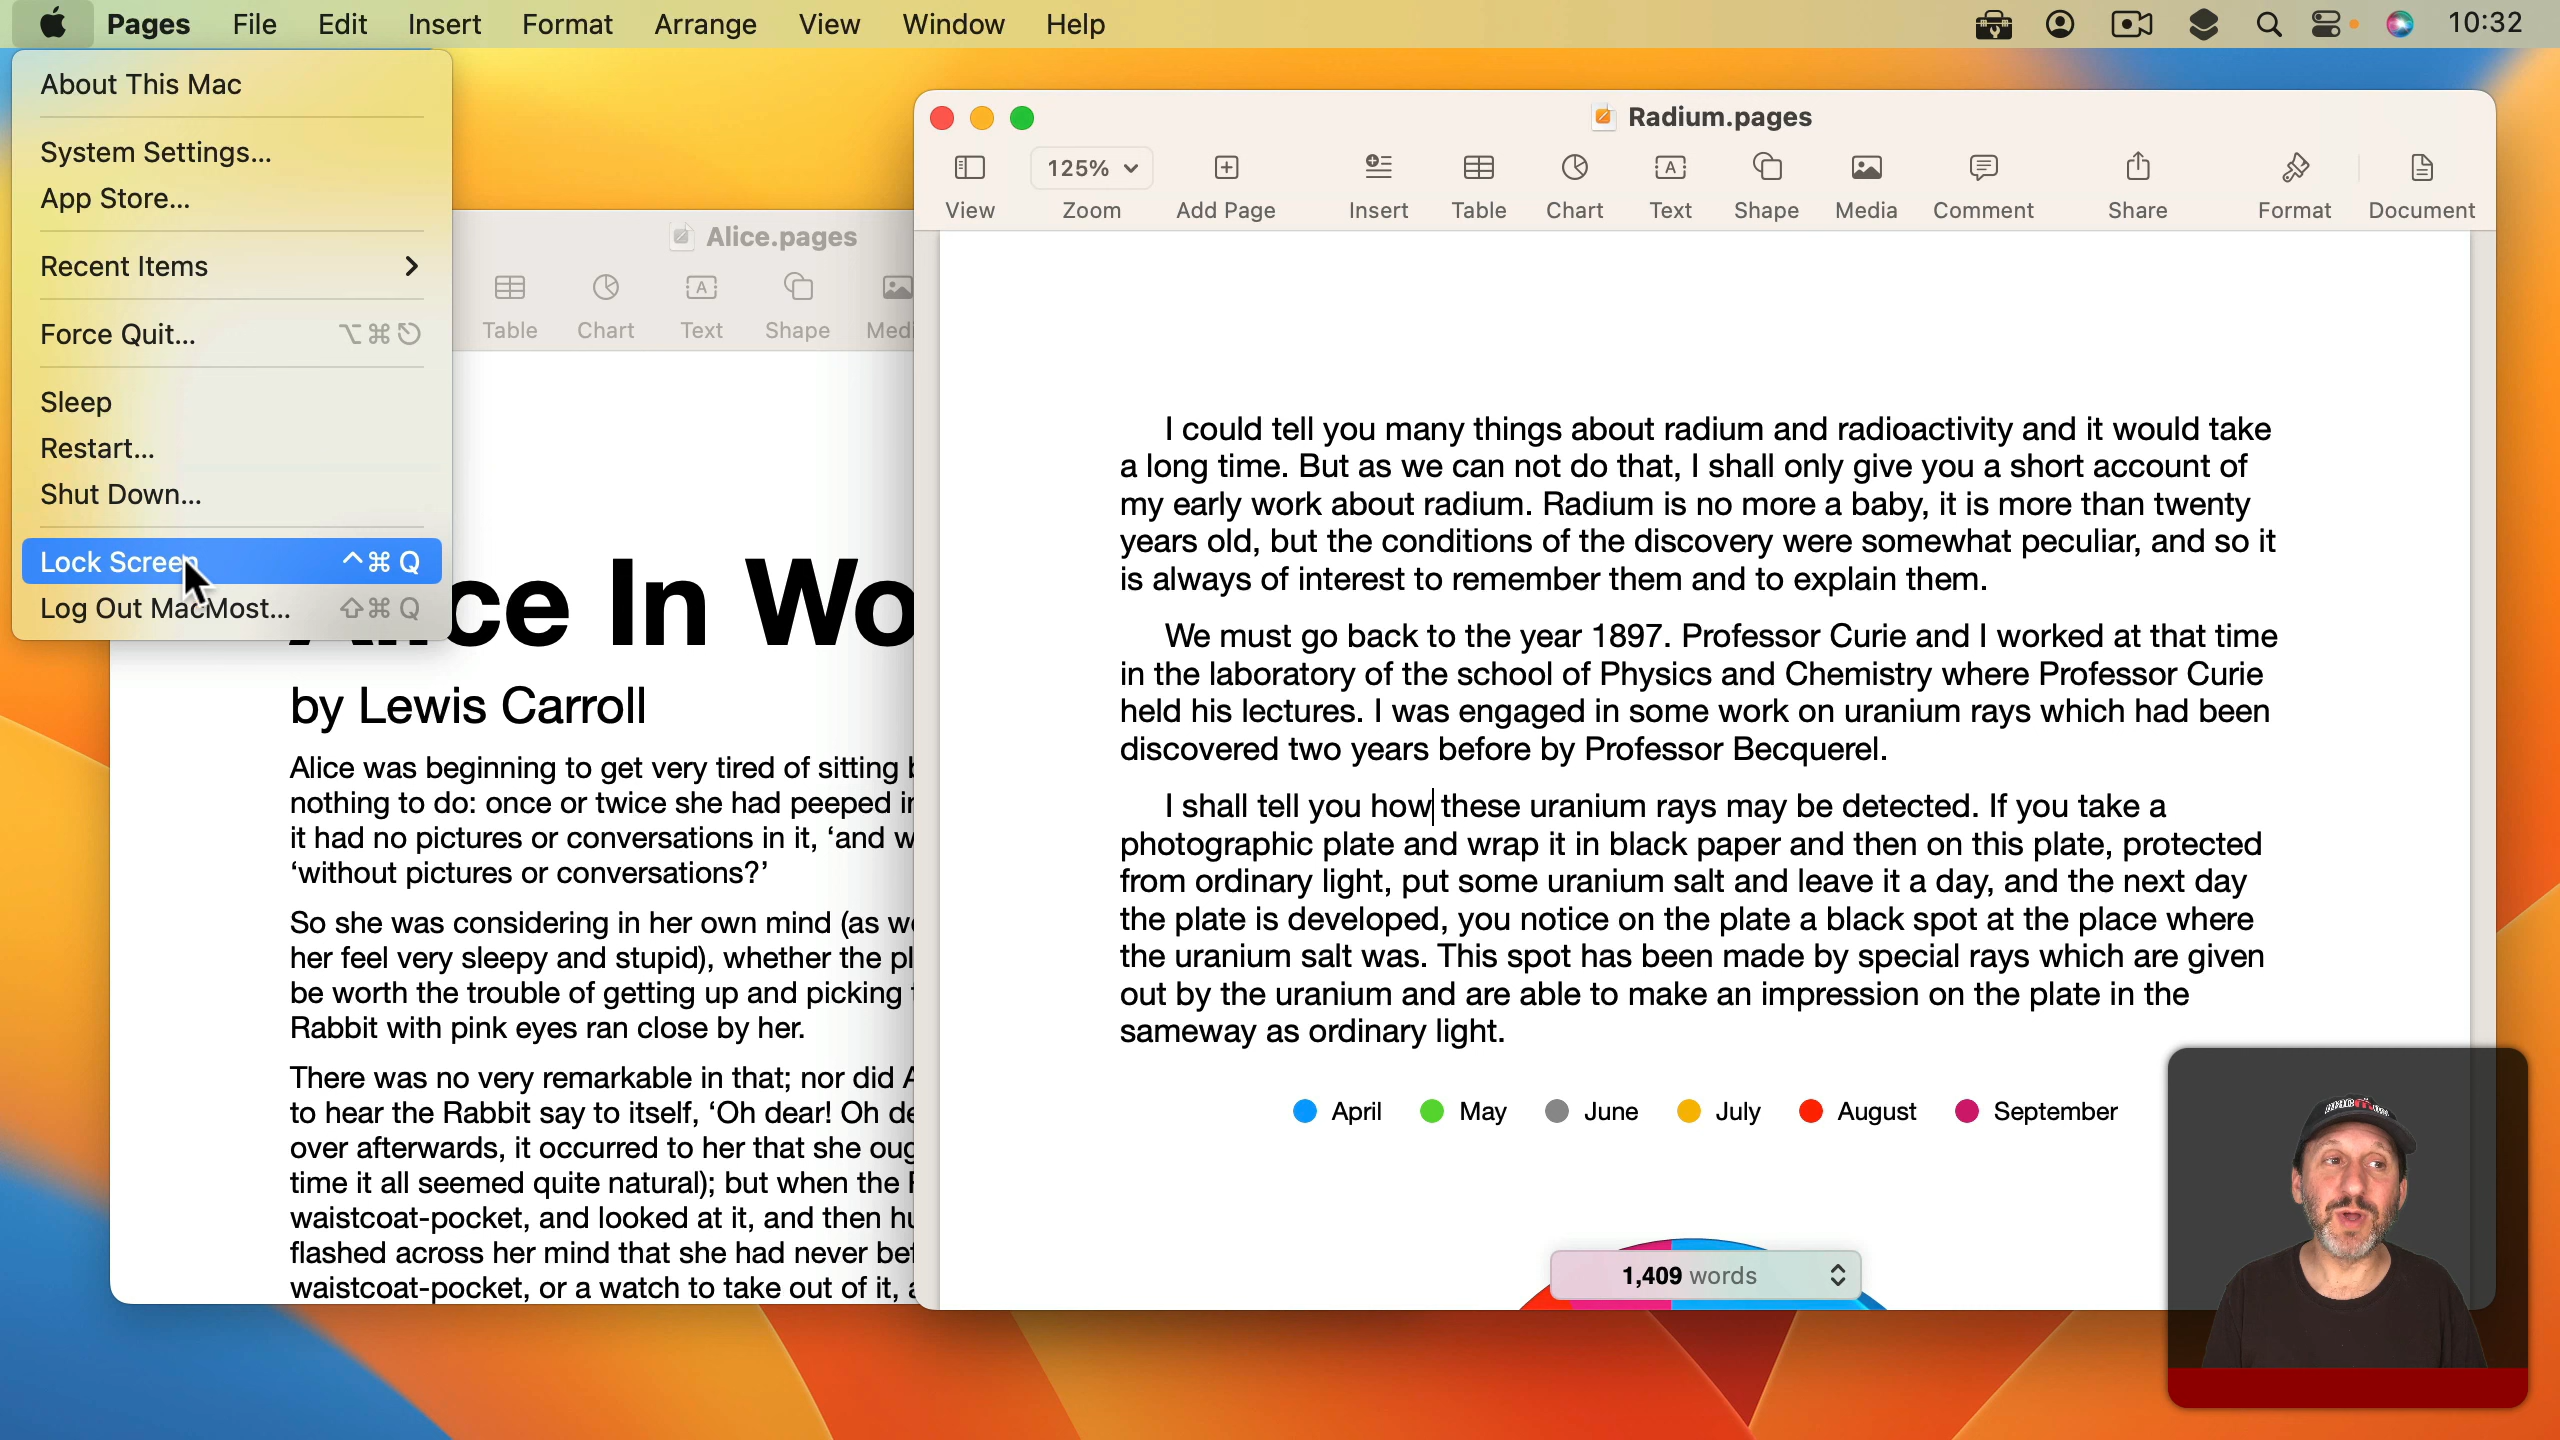 Pages File Edit Insert Format Arrange View Window Help 10:32
About This Mac
System Settings...
App Store...
Recent Items
Force Quit... ⌥⌘⎋
Sleep
Restart...
Shut Down...
Lock Screen ^⌘Q
Log Out MacMost... ⇧⌘Q
Alice.pages
Table Chart Text Shape Medi
ce In Wo
by Lewis Carroll
Alice was beginning to get very tired of sitting
nothing to do: once or twice she had peeped
it had no pictures or conversations in it, ‘and
‘without pictures or conversations?’
So she was considering in her own mind (as
her feel very sleepy and stupid), whether the
be worth the trouble of getting up and picking
Rabbit with pink eyes ran close by her.
There was no very remarkable in that; nor did
to hear the Rabbit say to itself, ‘Oh dear! Oh
over afterwards, it occurred to her that she
time it all seemed quite natural); but when the
waistcoat-pocket, and looked at it, and then
flashed across her mind that she had never
waistcoat-pocket, or a watch to take out of it,
Radium.pages
125%
View Zoom Add Page Insert Table Chart Text Shape Media Comment Share Format Document
I could tell you many things about radium and radioactivity and it would take
a long time. But as we can not do that, I shall only give you a short account of
my early work about radium. Radium is no more a baby, it is more than twenty
years old, but the conditions of the discovery were somewhat peculiar, and so it
is always of interest to remember them and to explain them.
We must go back to the year 1897. Professor Curie and I worked at that time
in the laboratory of the school of Physics and Chemistry where Professor Curie
held his lectures. I was engaged in some work on uranium rays which had been
discovered two years before by Professor Becquerel.
I shall tell you how these uranium rays may be detected. If you take a
photographic plate and wrap it in black paper and then on this plate, protected
from ordinary light, put some uranium salt and leave it a day, and the next day
the plate is developed, you notice on the plate a black spot at the place where
the uranium salt was. This spot has been made by special rays which are given
out by the uranium and are able to make an impression on the plate in the
sameway as ordinary light.
April May June July August September
1,409 words